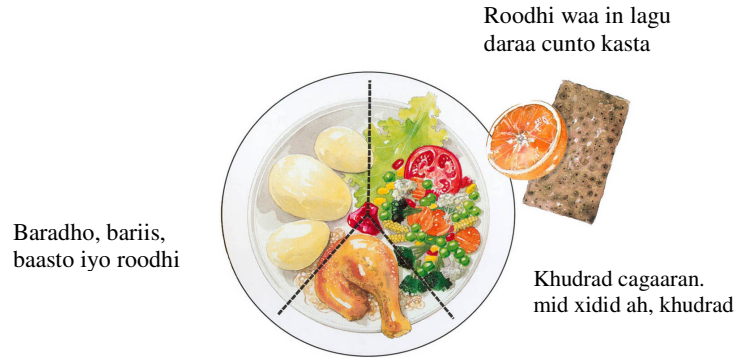 Roodhi waa in lagu
daraa cunto kasta
Baradho, bariis,
baasto iyo roodhi
Khudrad cagaaran.
mid xidid ah, khudrad